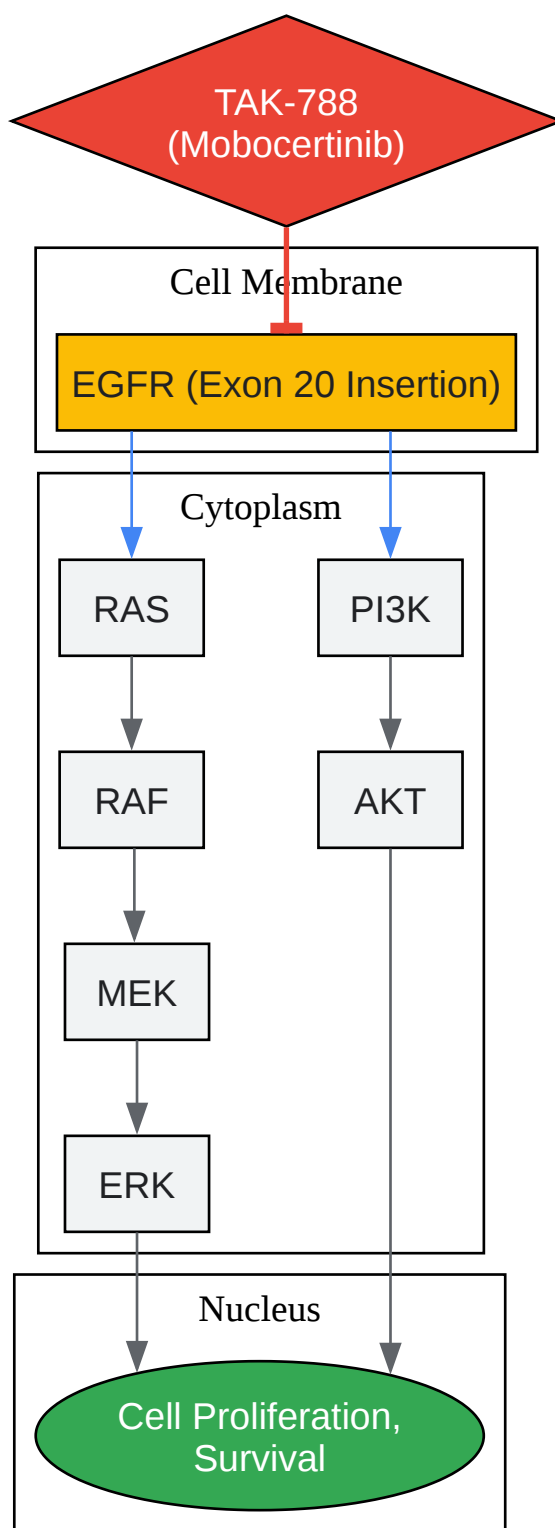 TAK-788
(Mobocertinib)
Cell Membrane
EGFR (Exon 20 Insertion)
Cytoplasm
RAS
PI3K
RAF
AKT
MEK
ERK
Nucleus
Cell Proliferation,
Survival